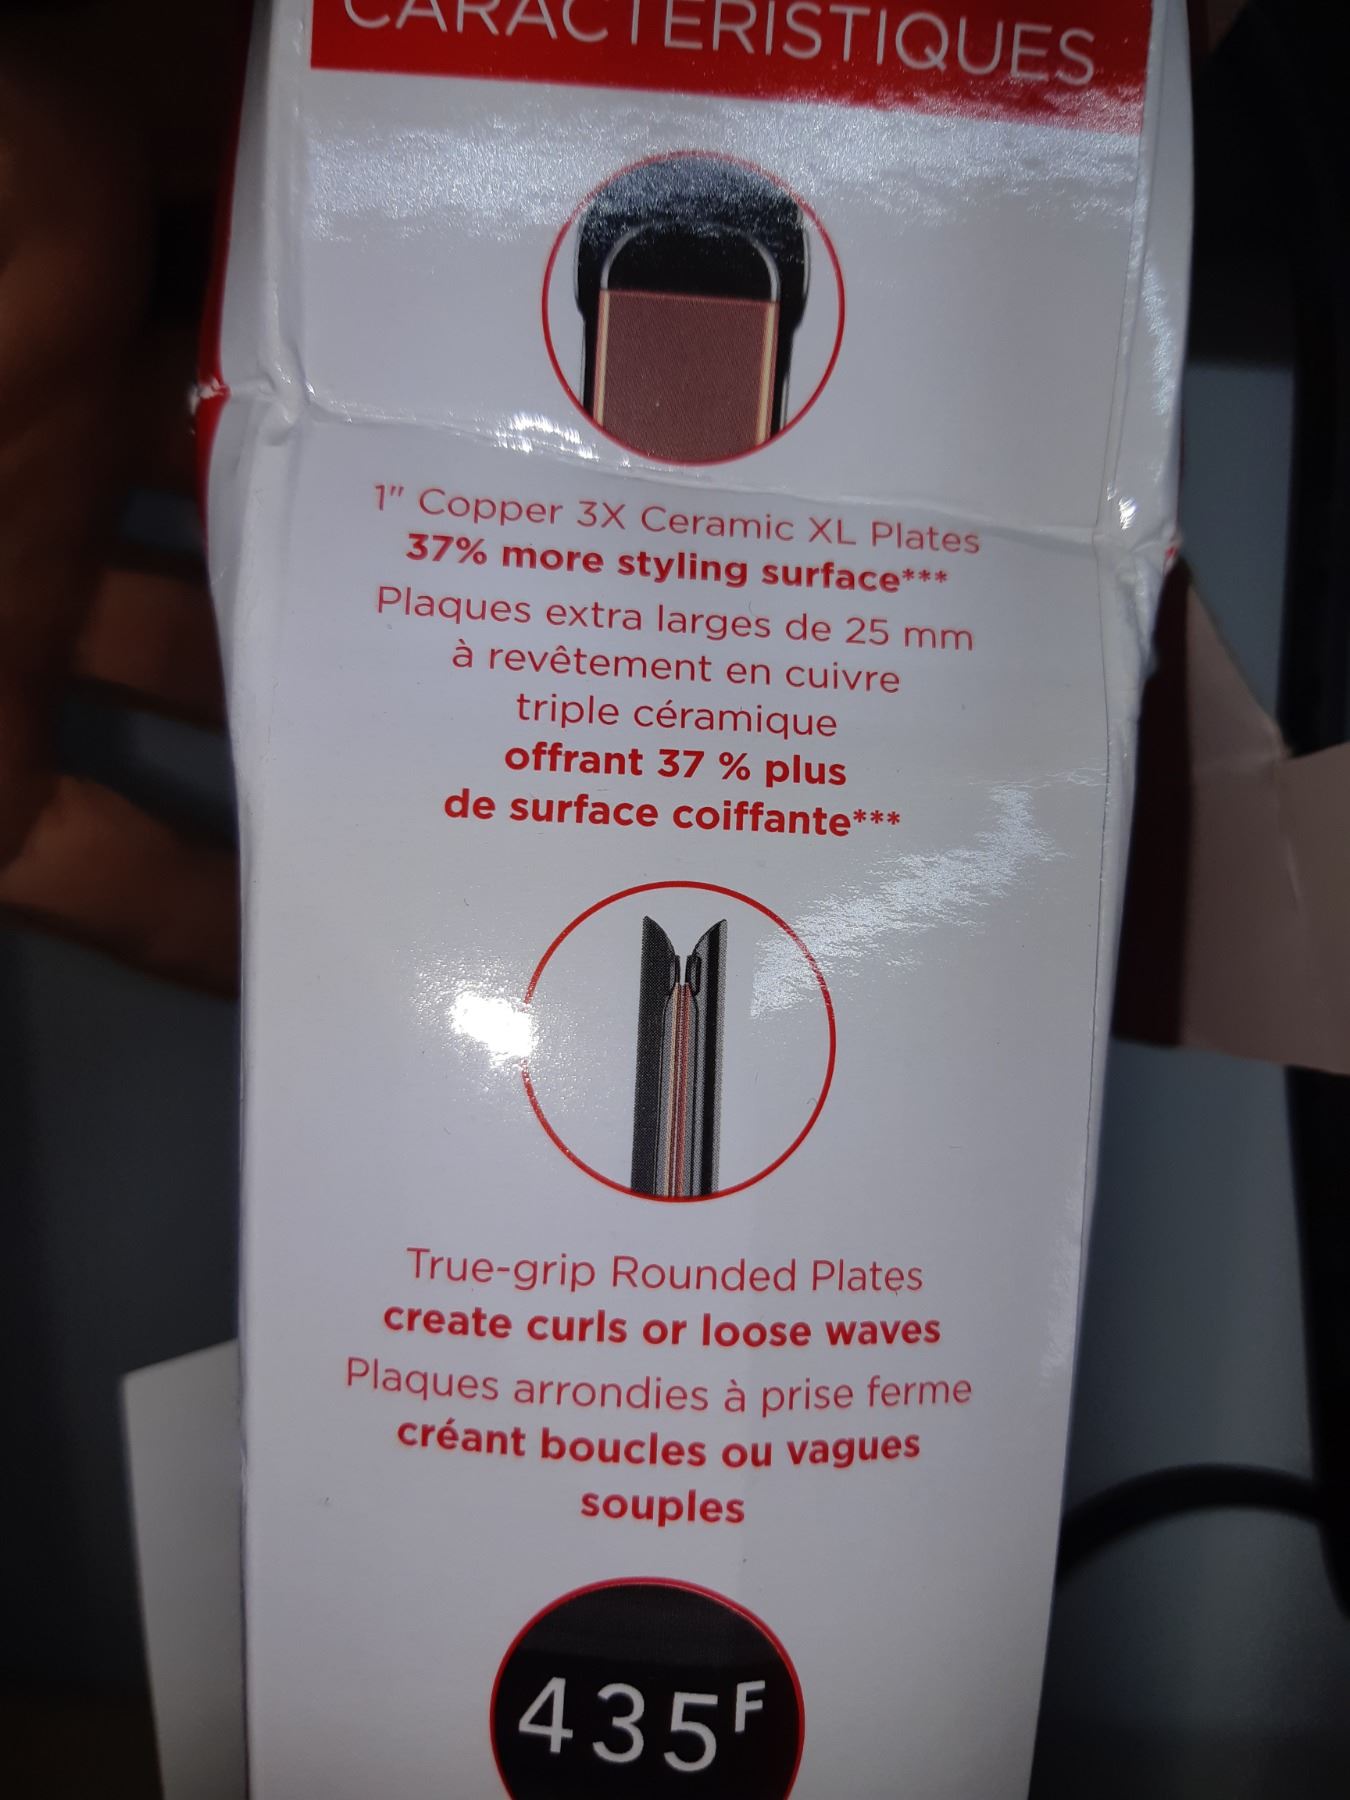 CARACTÉRISTIQUES
1" Copper 3X Ceramic XL Plates
37% more styling surface***
Plaques extra larges de 25 mm
à revêtement en cuivre
triple céramique
offrant 37 % plus
de surface coiffante***
True-grip Rounded Plates
create curls or loose waves
Plaques arrondies à prise ferme
créant boucles ou vagues
souples
435F